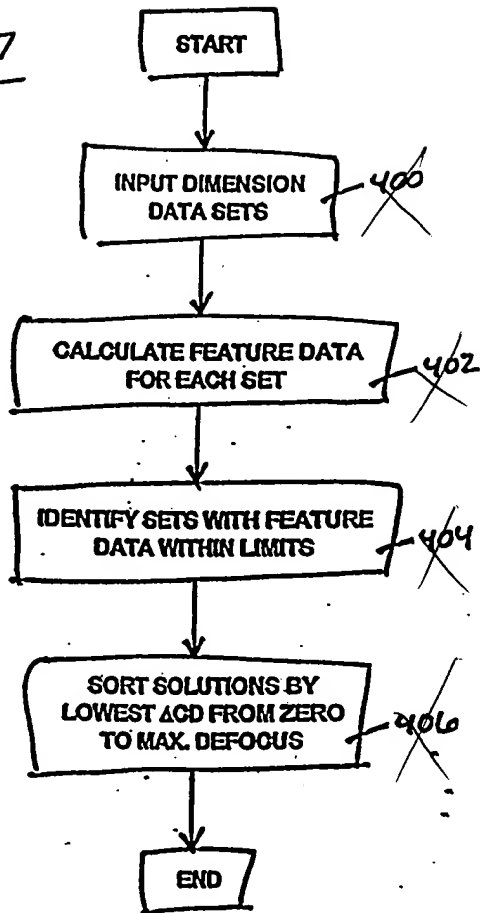 7
START
INPUT DIMENSION
DATA SETS
400
CALCULATE FEATURE DATA
FOR EACH SET
402
IDENTIFY SETS WITH FEATURE
DATA WITHIN LIMITS
404
SORT SOLUTIONS BY
LOWEST ΔCD FROM ZERO
TO MAX. DEFOCUS
406
END